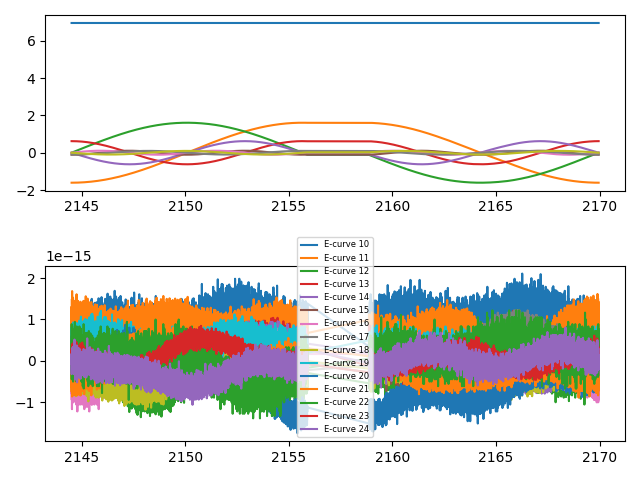 6
4
2
0
−2
2145 2150 2155 2160 2165 2170
1e−15
2
1
0
−1
E-curve 10
E-curve 11
E-curve 12
E-curve 13
E-curve 14
E-curve 15
E-curve 16
E-curve 17
E-curve 18
E-curve 19
E-curve 20
E-curve 21
E-curve 22
E-curve 23
E-curve 24
2145 2150 2155 2160 2165 2170